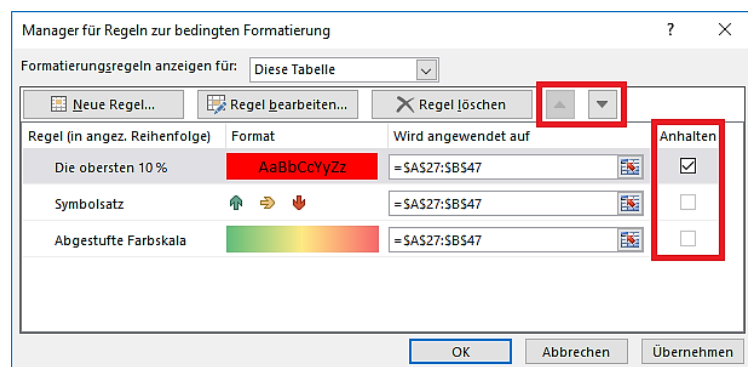 Manager für Regeln zur bedingten Formatierung
Formatierungsregeln anzeigen für: Diese Tabelle
Neue Regel... Regel bearbeiten... Regel löschen
Regel (in angez. Reihenfolge) Format Wird angewendet auf Anhalten
Die obersten 10 % AaBbCcYyZz =$A$27:$B$47
Symbolsatz =$A$27:$B$47
Abgestufte Farbskala =$A$27:$B$47
OK Abbrechen Übernehmen